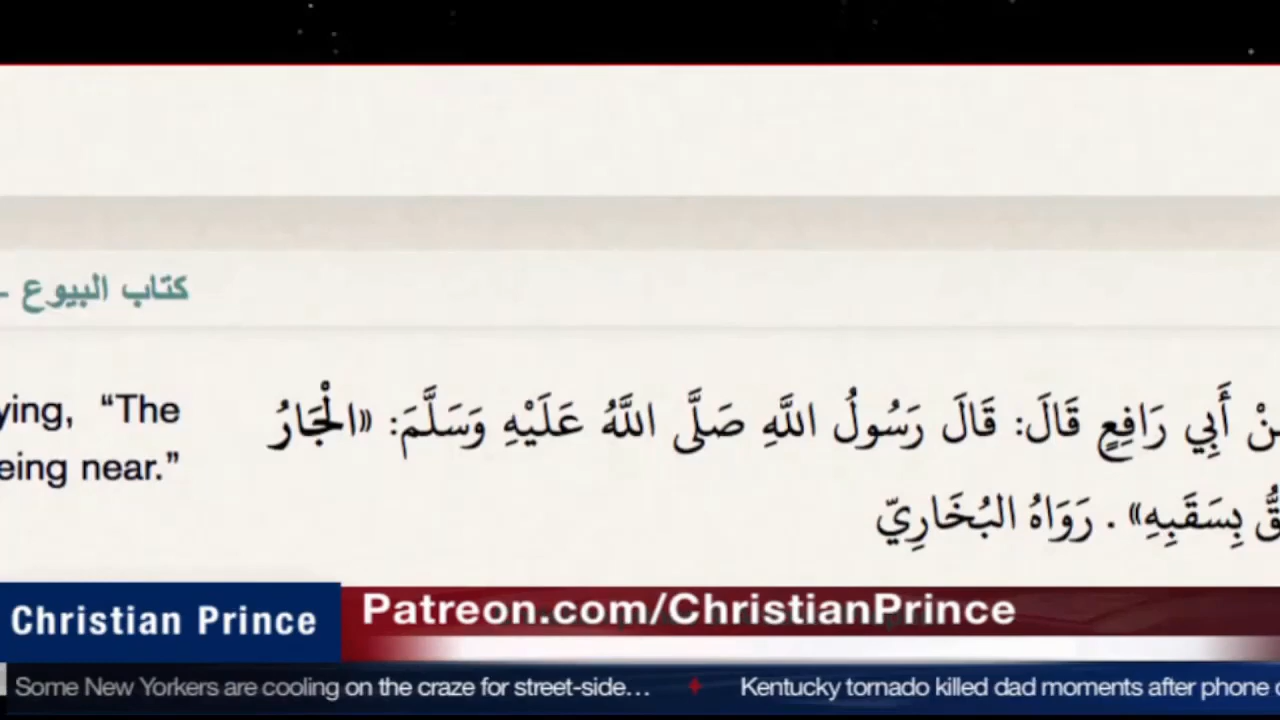 كتاب البيوع -
ying, “The
eing near.”
أَبِي رَافِعٍ قَالَ: قَالَ رَسُولُ اللَّهِ صَلَّى اللَّهُ عَلَيْهِ وَسَلَّمَ: «الْجَارُ
بِسَقَبِهِ» . رَوَاهُ البُخَارِيّ
Christian Prince
Patreon.com/ChristianPrince
Some New Yorkers are cooling on the craze for street-side…
Kentucky tornado killed dad moments after phone